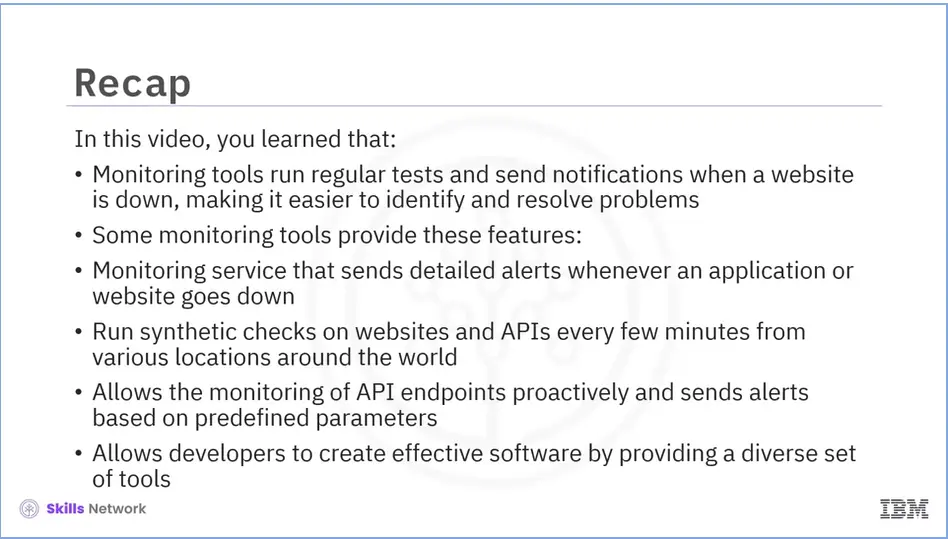 Recap
In this video, you learned that:
• Monitoring tools run regular tests and send notifications when a website
is down, making it easier to identify and resolve problems
• Some monitoring tools provide these features:
• Monitoring service that sends detailed alerts whenever an application or
website goes down
• Run synthetic checks on websites and APIs every few minutes from
various locations around the world
• Allows the monitoring of API endpoints proactively and sends alerts
based on predefined parameters
• Allows developers to create effective software by providing a diverse set
of tools
Skills Network
IBM